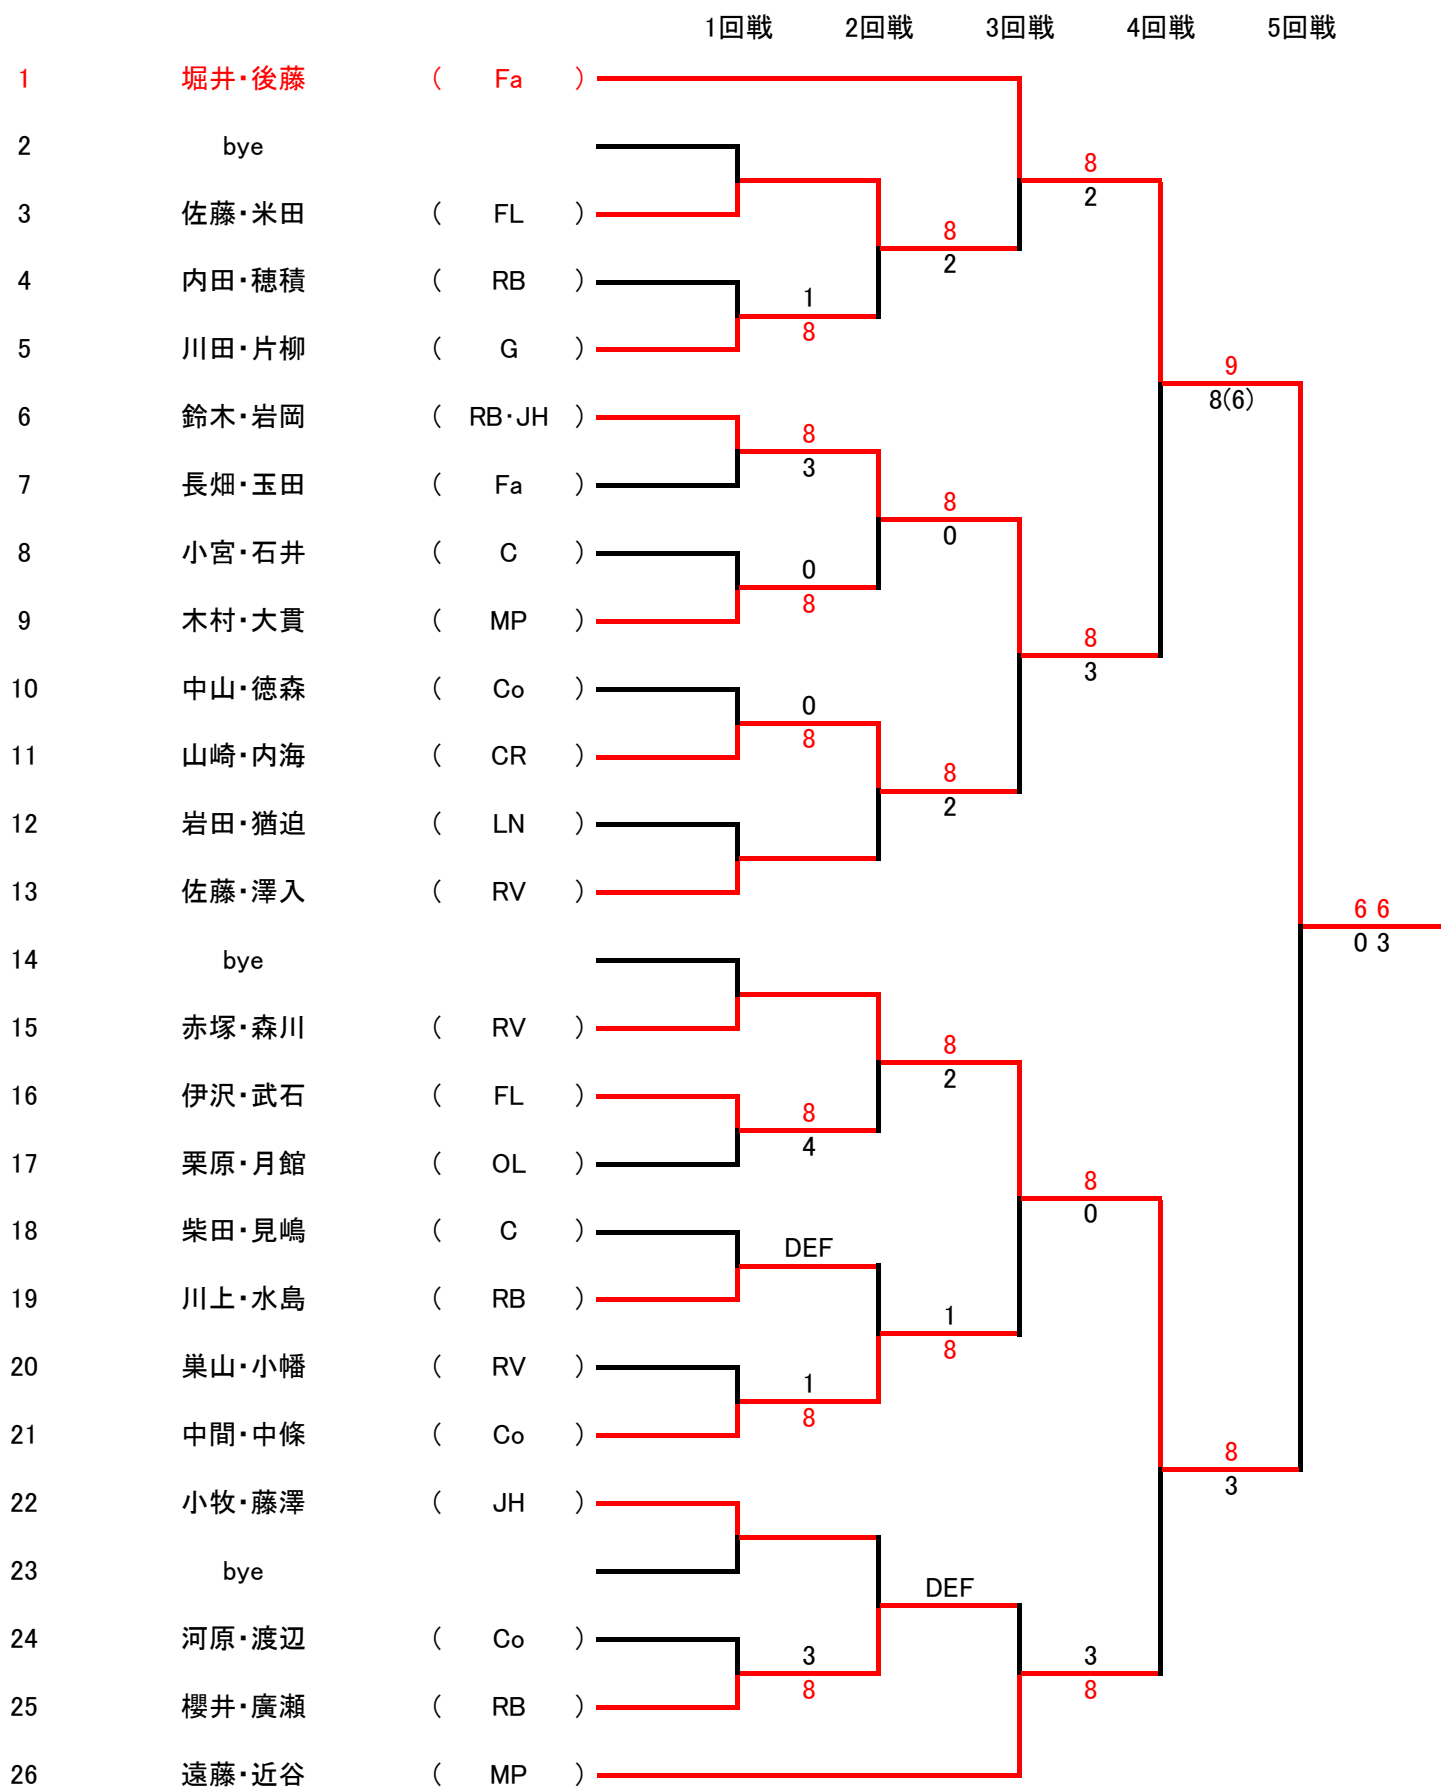 1回戦 2回戦 3回戦 4回戦 5回戦
1 堀井・後藤 ( Fa )
2 bye
8
3 佐藤・米田 ( FL ) 2
8
4 内田・穂積 ( RB ) 2
1
5 川田・片柳 ( G ) 8
9
6 鈴木・岩岡 ( RB・JH ) 8(6)
8
7 長畑・玉田 ( Fa ) 3
8
8 小宮・石井 ( C ) 0
0
9 木村・大貫 ( MP ) 8
8
10 中山・徳森 ( Co ) 3
0
11 山崎・内海 ( CR ) 8
8
12 岩田・猶迫 ( LN ) 2
13 佐藤・澤入 ( RV )
6 6
14 bye 0 3
15 赤塚・森川 ( RV )
8
16 伊沢・武石 ( FL ) 2
8
17 栗原・月館 ( OL ) 4
8
18 柴田・見嶋 ( C ) 0
DEF
19 川上・水島 ( RB )
1
20 巣山・小幡 ( RV ) 8
1
21 中間・中條 ( Co ) 8
8
22 小牧・藤澤 ( JH ) 3
23 bye
DEF
24 河原・渡辺 ( Co )
3 3
25 櫻井・廣瀬 ( RB ) 8 8
26 遠藤・近谷 ( MP )